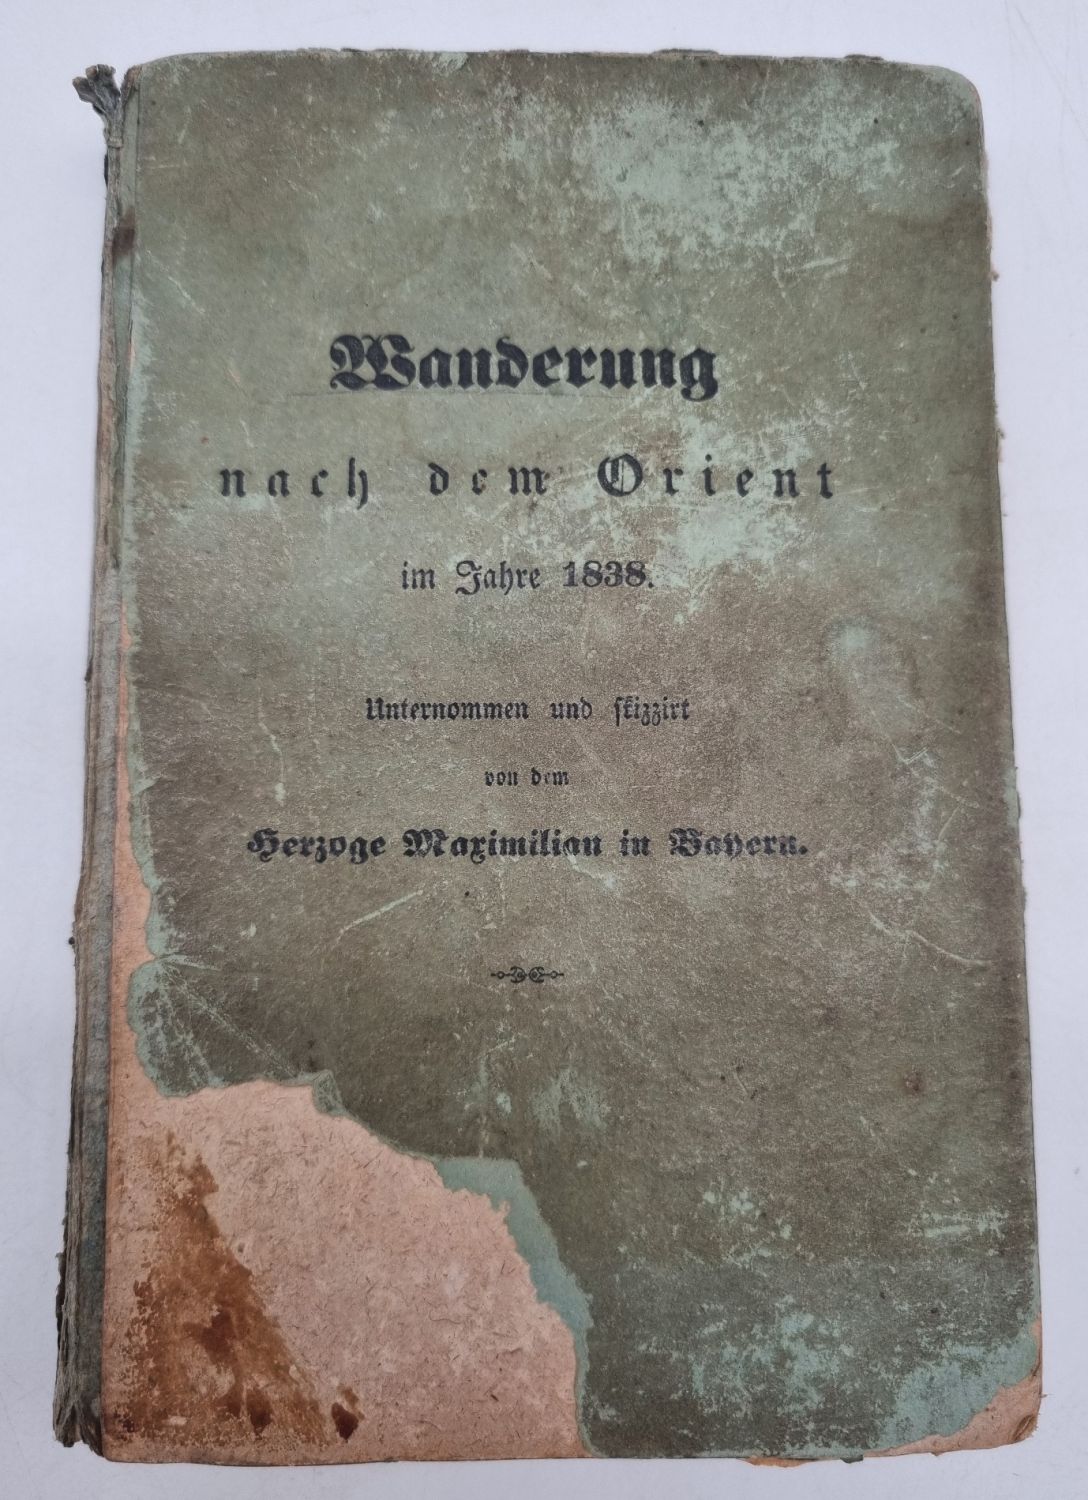 Wanderung
nach dem Orient
im Jahre 1838.
Unternommen und skizzirt
von dem
Herzoge Maximilian in Bayern.